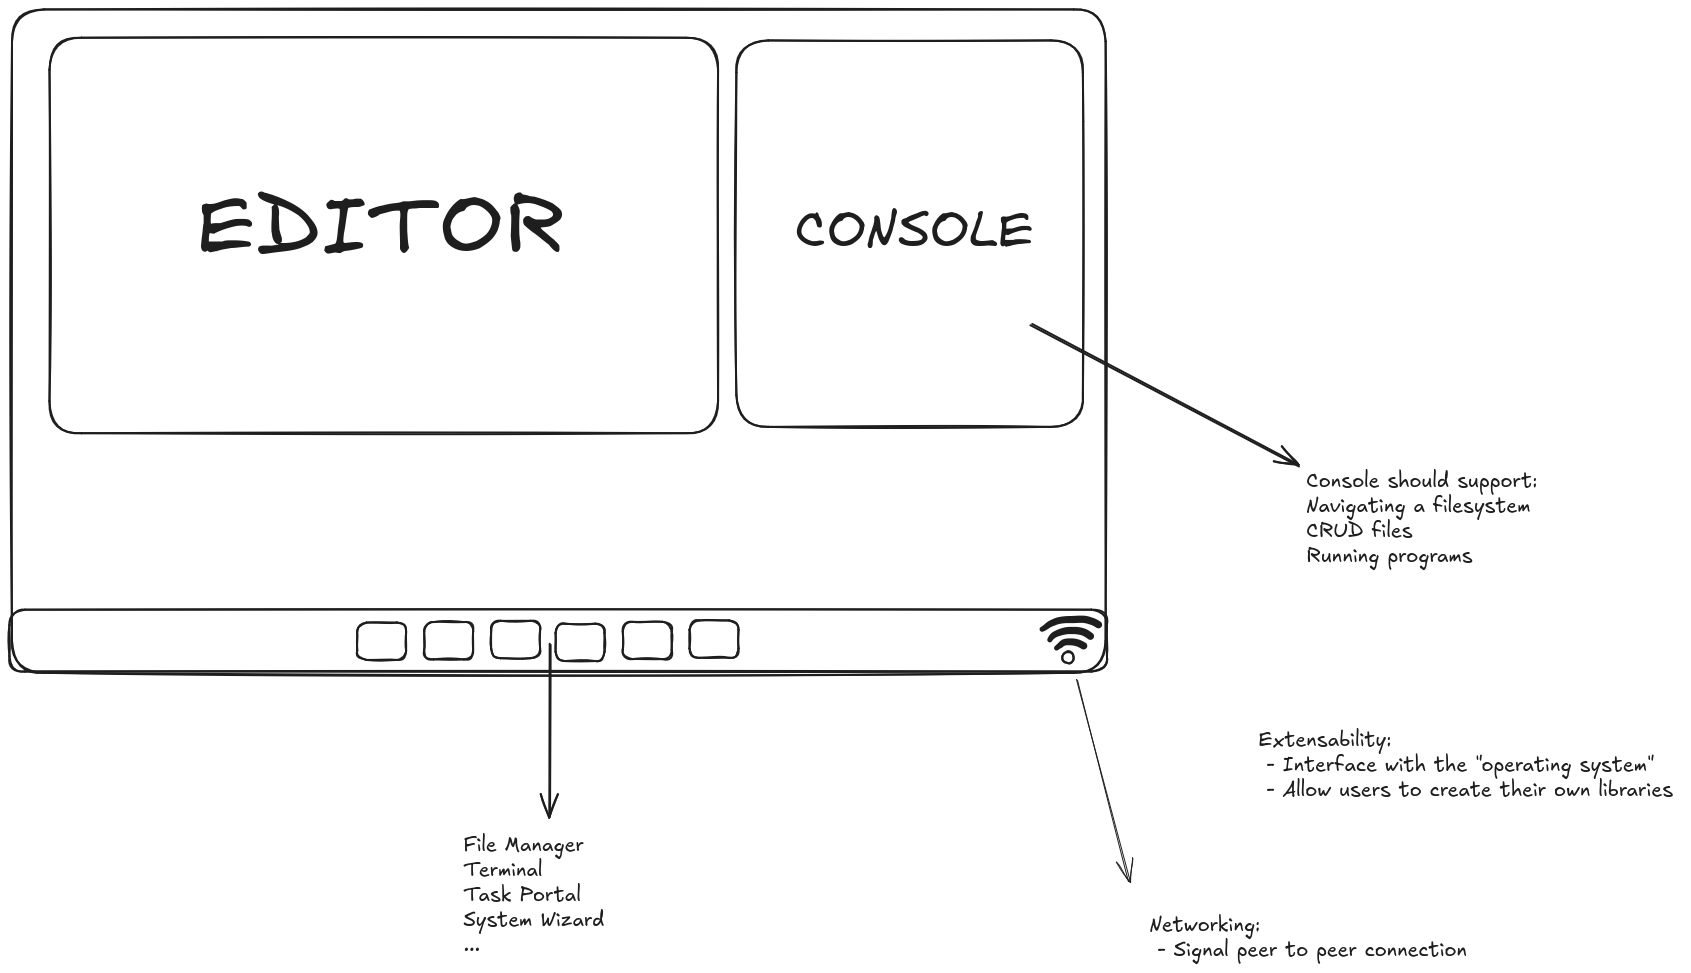 EDITOR
CONSOLE
Console should support:
Navigating a filesystem
CRUD files
Running programs
Extensability:
- Interface with the "operating system"
- Allow users to create their own libraries
File Manager
Terminal
Task Portal
System Wizard
...
Networking:
- Signal peer to peer connection